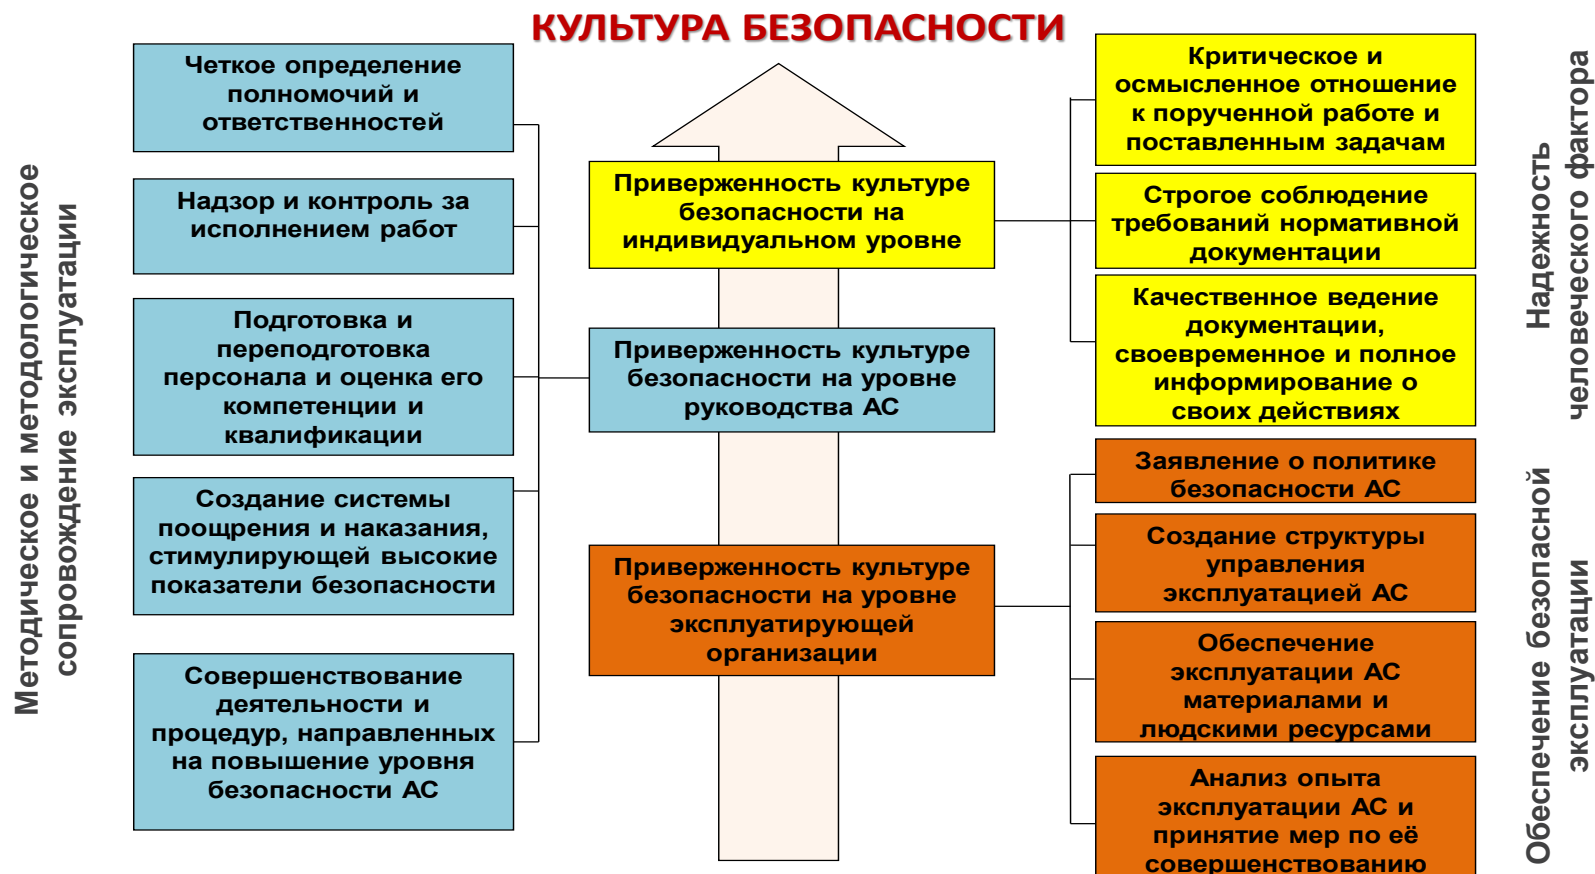 КУЛЬТУРА БЕЗОПАСНОСТИ
Методическое и методологическое
сопровождение эксплуатации
Четкое определение
полномочий и
ответственностей
Надзор и контроль за
исполнением работ
Подготовка и
переподготовка
персонала и оценка его
компетенции и
квалификации
Создание системы
поощрения и наказания,
стимулирующей высокие
показатели безопасности
Совершенствование
деятельности и
процедур, направленных
на повышение уровня
безопасности АС
Приверженность культуре
безопасности на
индивидуальном уровне
Приверженность культуре
безопасности на уровне
руководства АС
Приверженность культуре
безопасности на уровне
эксплуатирующей
организации
Критическое и
осмысленное отношение
к порученной работе и
поставленным задачам
Строгое соблюдение
требований нормативной
документации
Качественное ведение
документации,
своевременное и полное
информирование о
своих действиях
Заявление о политике
безопасности АС
Создание структуры
управления
эксплуатацией АС
Обеспечение
эксплуатации АС
материалами и
людскими ресурсами
Анализ опыта
эксплуатации АС и
принятие мер по её
совершенствованию
Надежность
человеческого фактора
Обеспечение безопасной
эксплуатации